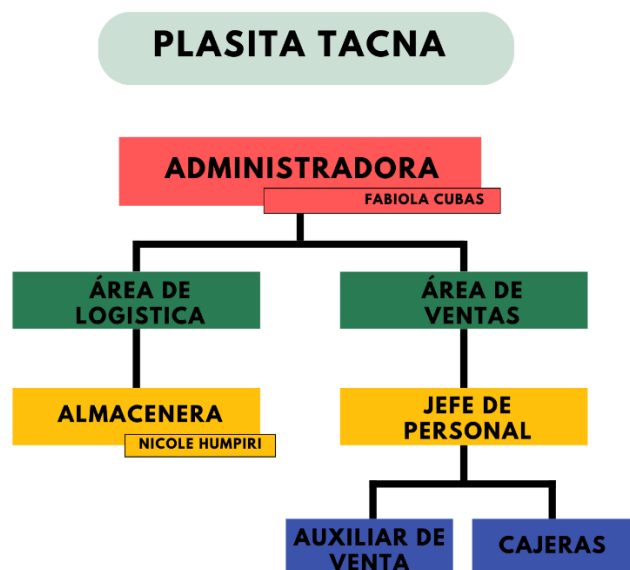 PLASITA TACNA
ADMINISTRADORA
FABIOLA CUBAS
ÁREA DE
LOGISTICA
ÁREA DE
VENTAS
ALMACENERA
NICOLE HUMPIRI
JEFE DE
PERSONAL
AUXILIAR DE
VENTA
CAJERAS